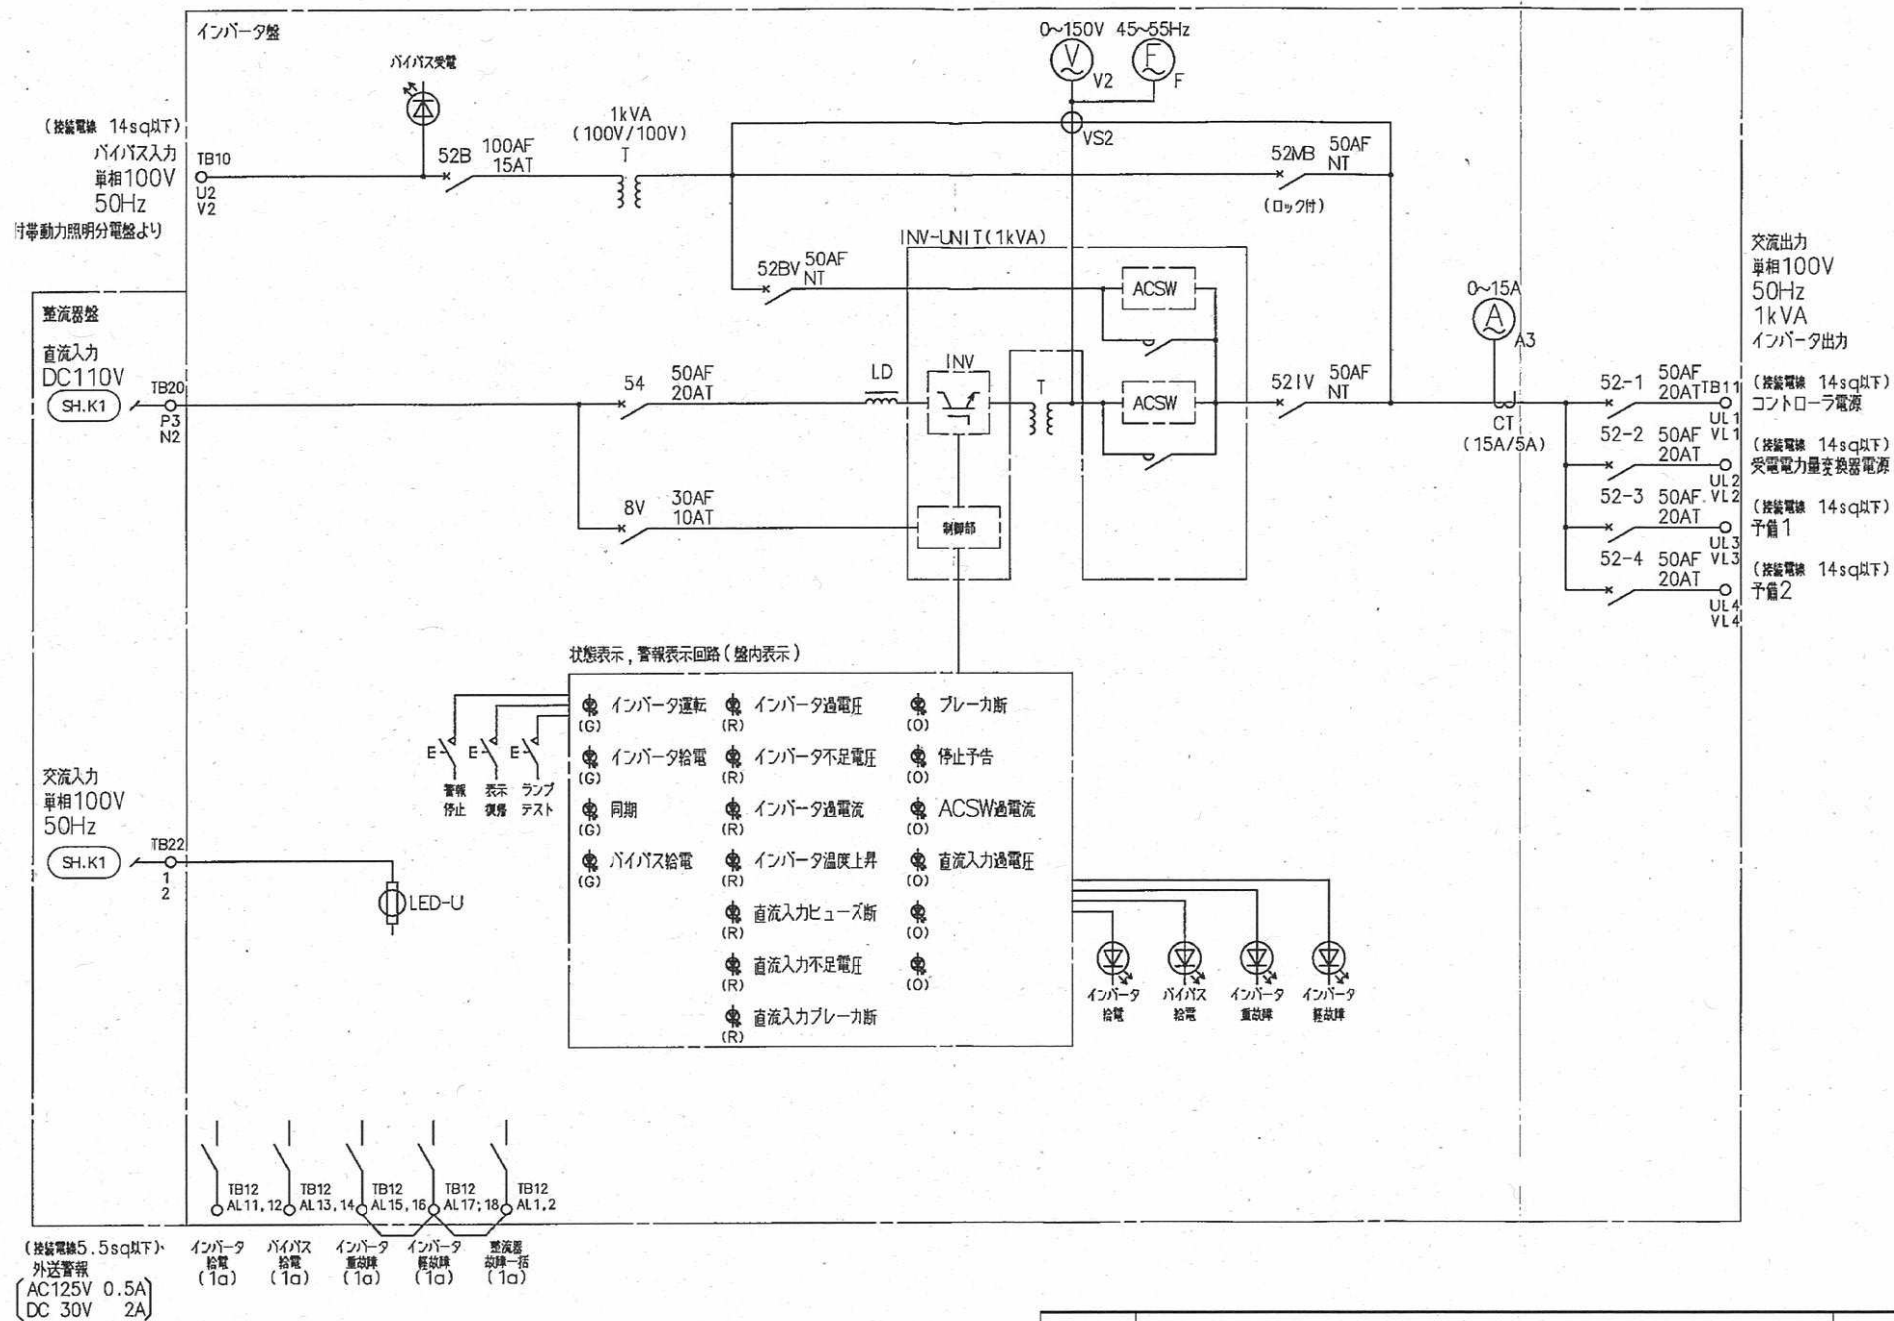 インバータ盤
バイパス受電
(接続電線 14sq以下)
バイパス入力
単相100V
50Hz
付帯動力照明分電盤より
TB10
U2
V2
52B
100AF
15AT
1kVA
(100V/100V)
T
0~150V
V
V2
45~55Hz
F
F
VS2
52MB
50AF
NT
(ロック付)
INV-UNIT(1kVA)
52BV
50AF
NT
ACSW
整流器盤
直流入力
DC110V
SH.K1
TB20
P3
N2
54
50AF
20AT
LD
INV
T
ACSW
52IV
50AF
NT
8V
30AF
10AT
制御部
0~15A
A
A3
CT
(15A/5A)
交流出力
単相100V
50Hz
1kVA
インバータ出力
52-1
50AF
20AT
TB11
UL1
VL1
(接続電線 14sq以下)
コントローラ電源
52-2
50AF
20AT
UL2
VL2
(接続電線 14sq以下)
受電電力量変換器電源
52-3
50AF
20AT
UL3
VL3
(接続電線 14sq以下)
予備1
52-4
50AF
20AT
UL4
VL4
(接続電線 14sq以下)
予備2
状態表示,警報表示回路(盤内表示)
E
E
E
警報
停止
表示
復帰
ランプ
テスト
インバータ運転
(G)
インバータ給電
(G)
同期
(G)
バイパス給電
(G)
インバータ過電圧
(R)
インバータ不足電圧
(R)
インバータ過電流
(R)
インバータ温度上昇
(R)
直流入力ヒューズ断
(R)
直流入力不足電圧
(R)
直流入力ブレーカ断
(R)
ブレーカ断
(O)
停止予告
(O)
ACSW過電流
(O)
直流入力過電圧
(O)
(O)
(O)
インバータ
給電
バイパス
給電
インバータ
重故障
インバータ
軽故障
交流入力
単相100V
50Hz
SH.K1
TB22
1
2
LED-U
TB12
AL11,12
TB12
AL13,14
TB12
AL15,16
TB12
AL17,18
TB12
AL1,2
(接続電線5.5sq以下)
外送警報
AC125V 0.5A
DC 30V 2A
インバータ
給電
(1a)
バイパス
給電
(1a)
インバータ
重故障
(1a)
インバータ
軽故障
(1a)
整流器
故障一括
(1a)